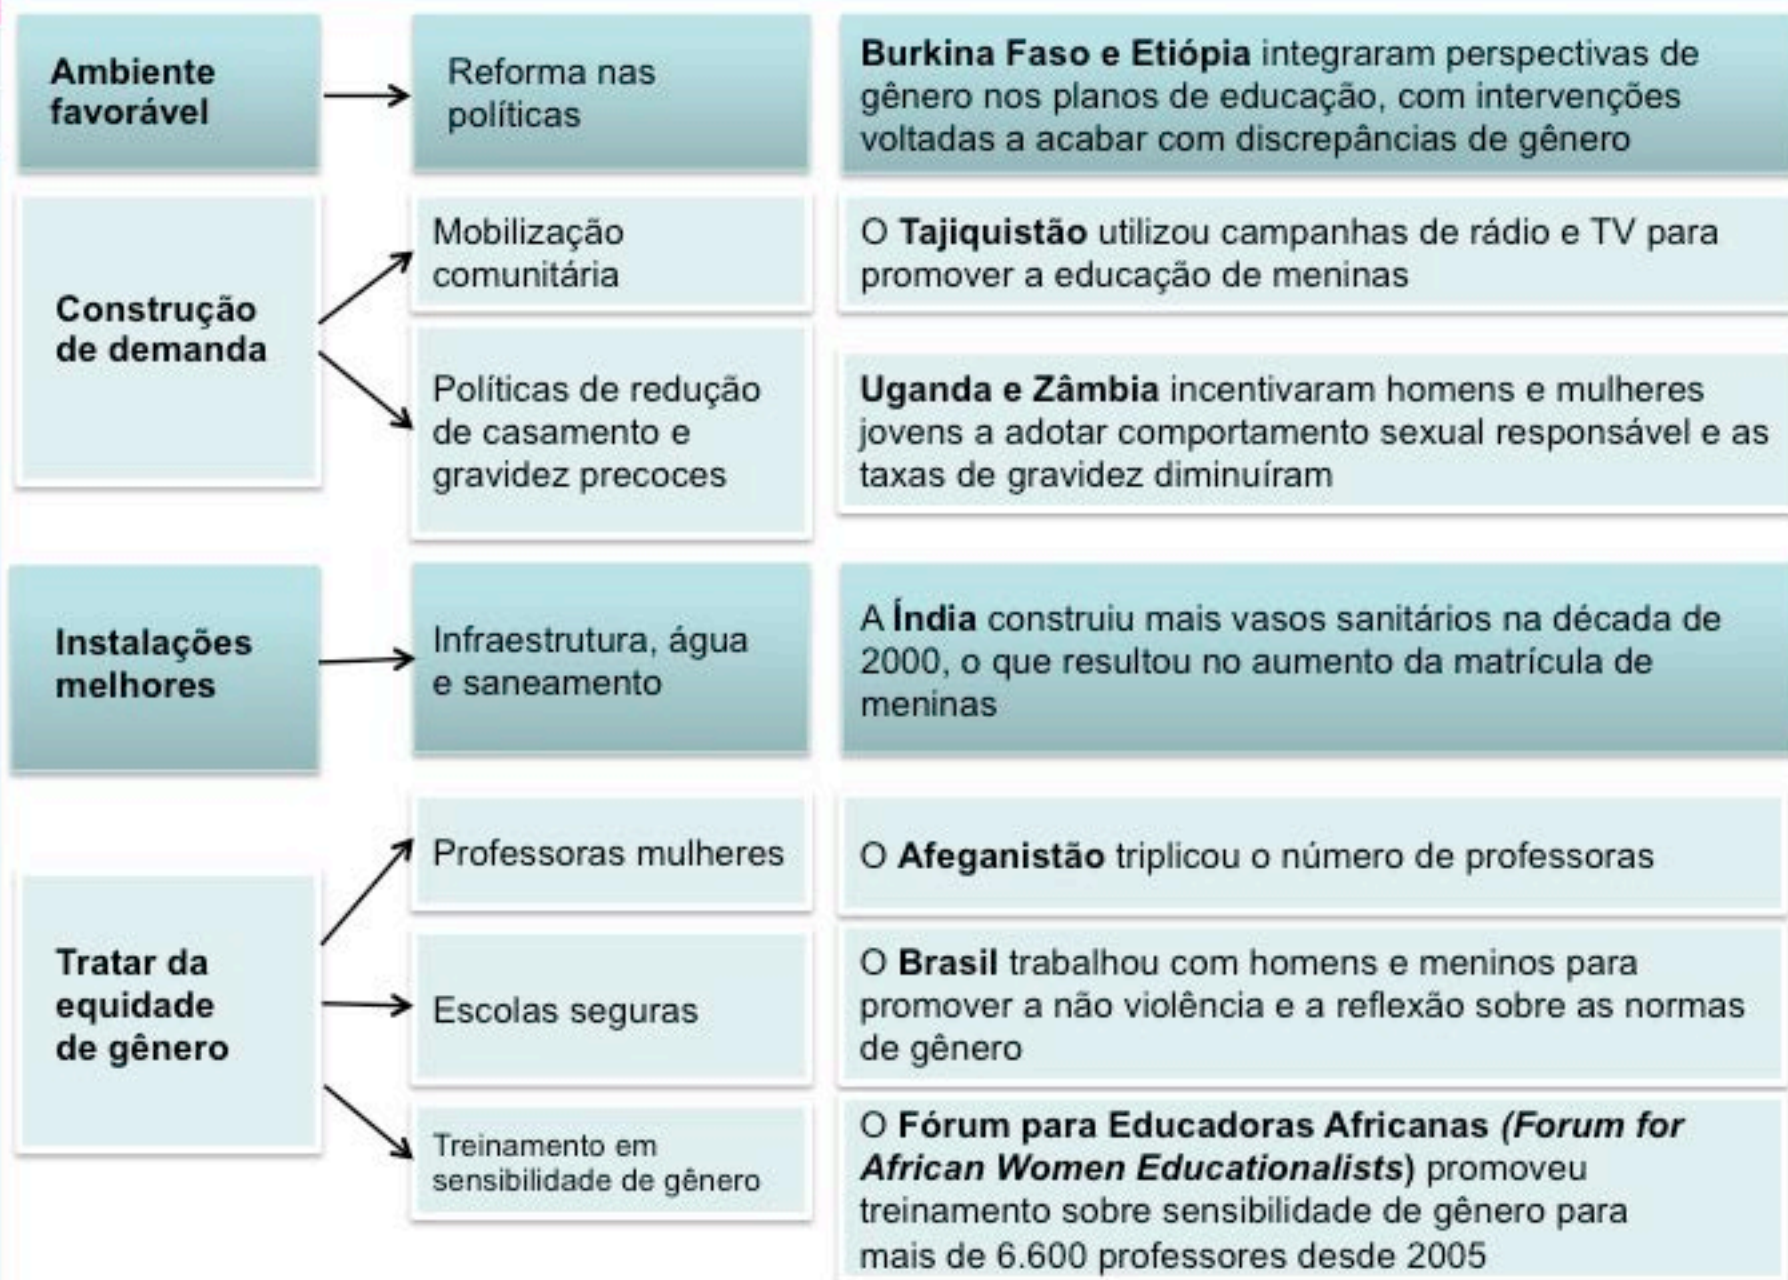 Ambiente
favorável
Reforma nas
políticas
Burkina Faso e Etiópia integraram perspectivas de
gênero nos planos de educação, com intervenções
voltadas a acabar com discrepâncias de gênero
Construção
de demanda
Mobilização
comunitária
O Tajiquistão utilizou campanhas de rádio e TV para
promover a educação de meninas
Políticas de redução
de casamento e
gravidez precoces
Uganda e Zâmbia incentivaram homens e mulheres
jovens a adotar comportamento sexual responsável e as
taxas de gravidez diminuíram
Instalações
melhores
Infraestrutura, água
e saneamento
A Índia construiu mais vasos sanitários na década de
2000, o que resultou no aumento da matrícula de
meninas
Tratar da
equidade
de gênero
Professoras mulheres
O Afeganistão triplicou o número de professoras
Escolas seguras
O Brasil trabalhou com homens e meninos para
promover a não violência e a reflexão sobre as normas
de gênero
Treinamento em
sensibilidade de gênero
O Fórum para Educadoras Africanas (Forum for
African Women Educationalists) promoveu
treinamento sobre sensibilidade de gênero para
mais de 6.600 professores desde 2005